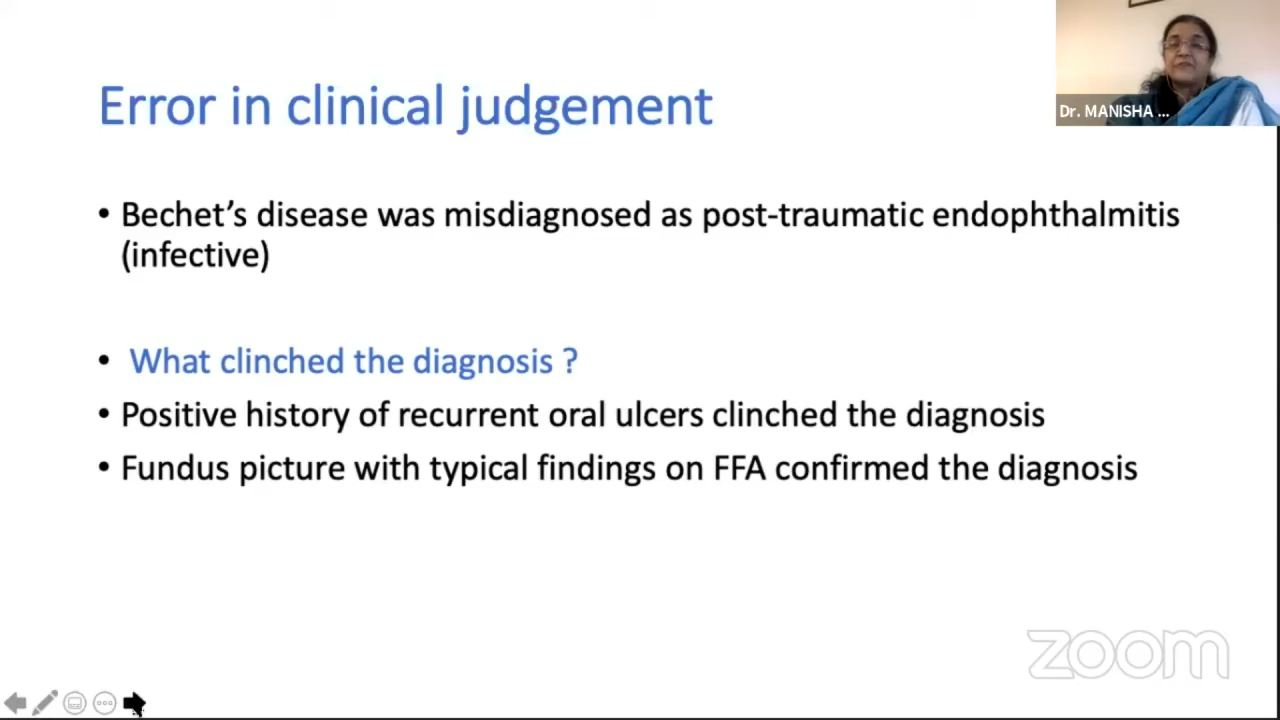 Error in clinical judgement
Dr. MANISHA ...
• Bechet's disease was misdiagnosed as post-traumatic endophthalmitis
(infective)
• What clinched the diagnosis ?
• Positive history of recurrent oral ulcers clinched the diagnosis
• Fundus picture with typical findings on FFA confirmed the diagnosis
zoom